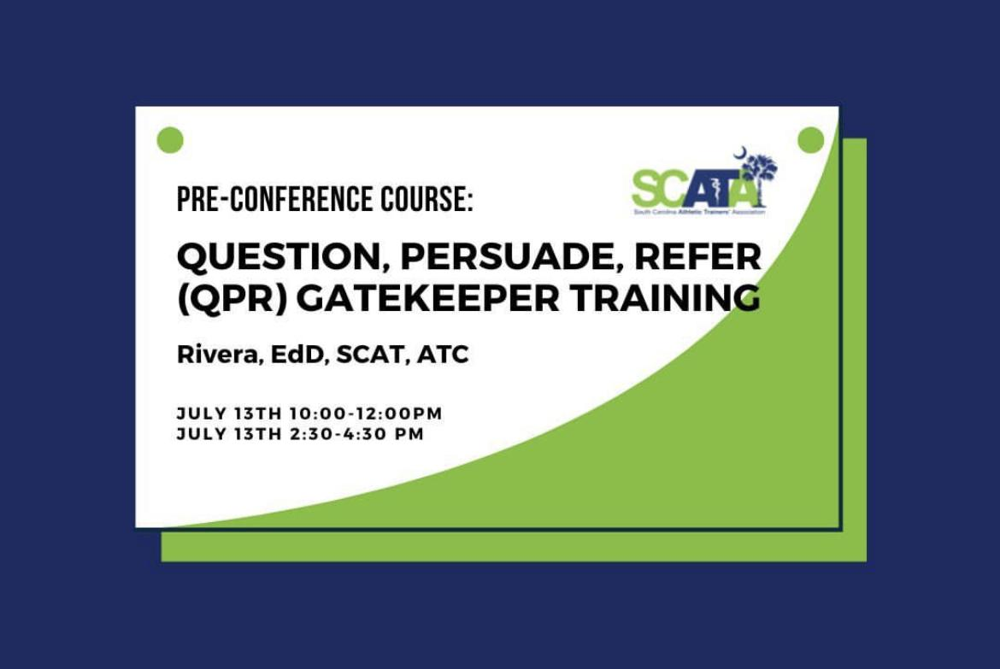 PRE-CONFERENCE COURSE:
SCATA
South Carolina Athletic Trainers' Association
QUESTION, PERSUADE, REFER
(QPR) GATEKEEPER TRAINING
Rivera, EdD, SCAT, ATC
JULY 13TH 10:00-12:00PM
JULY 13TH 2:30-4:30 PM